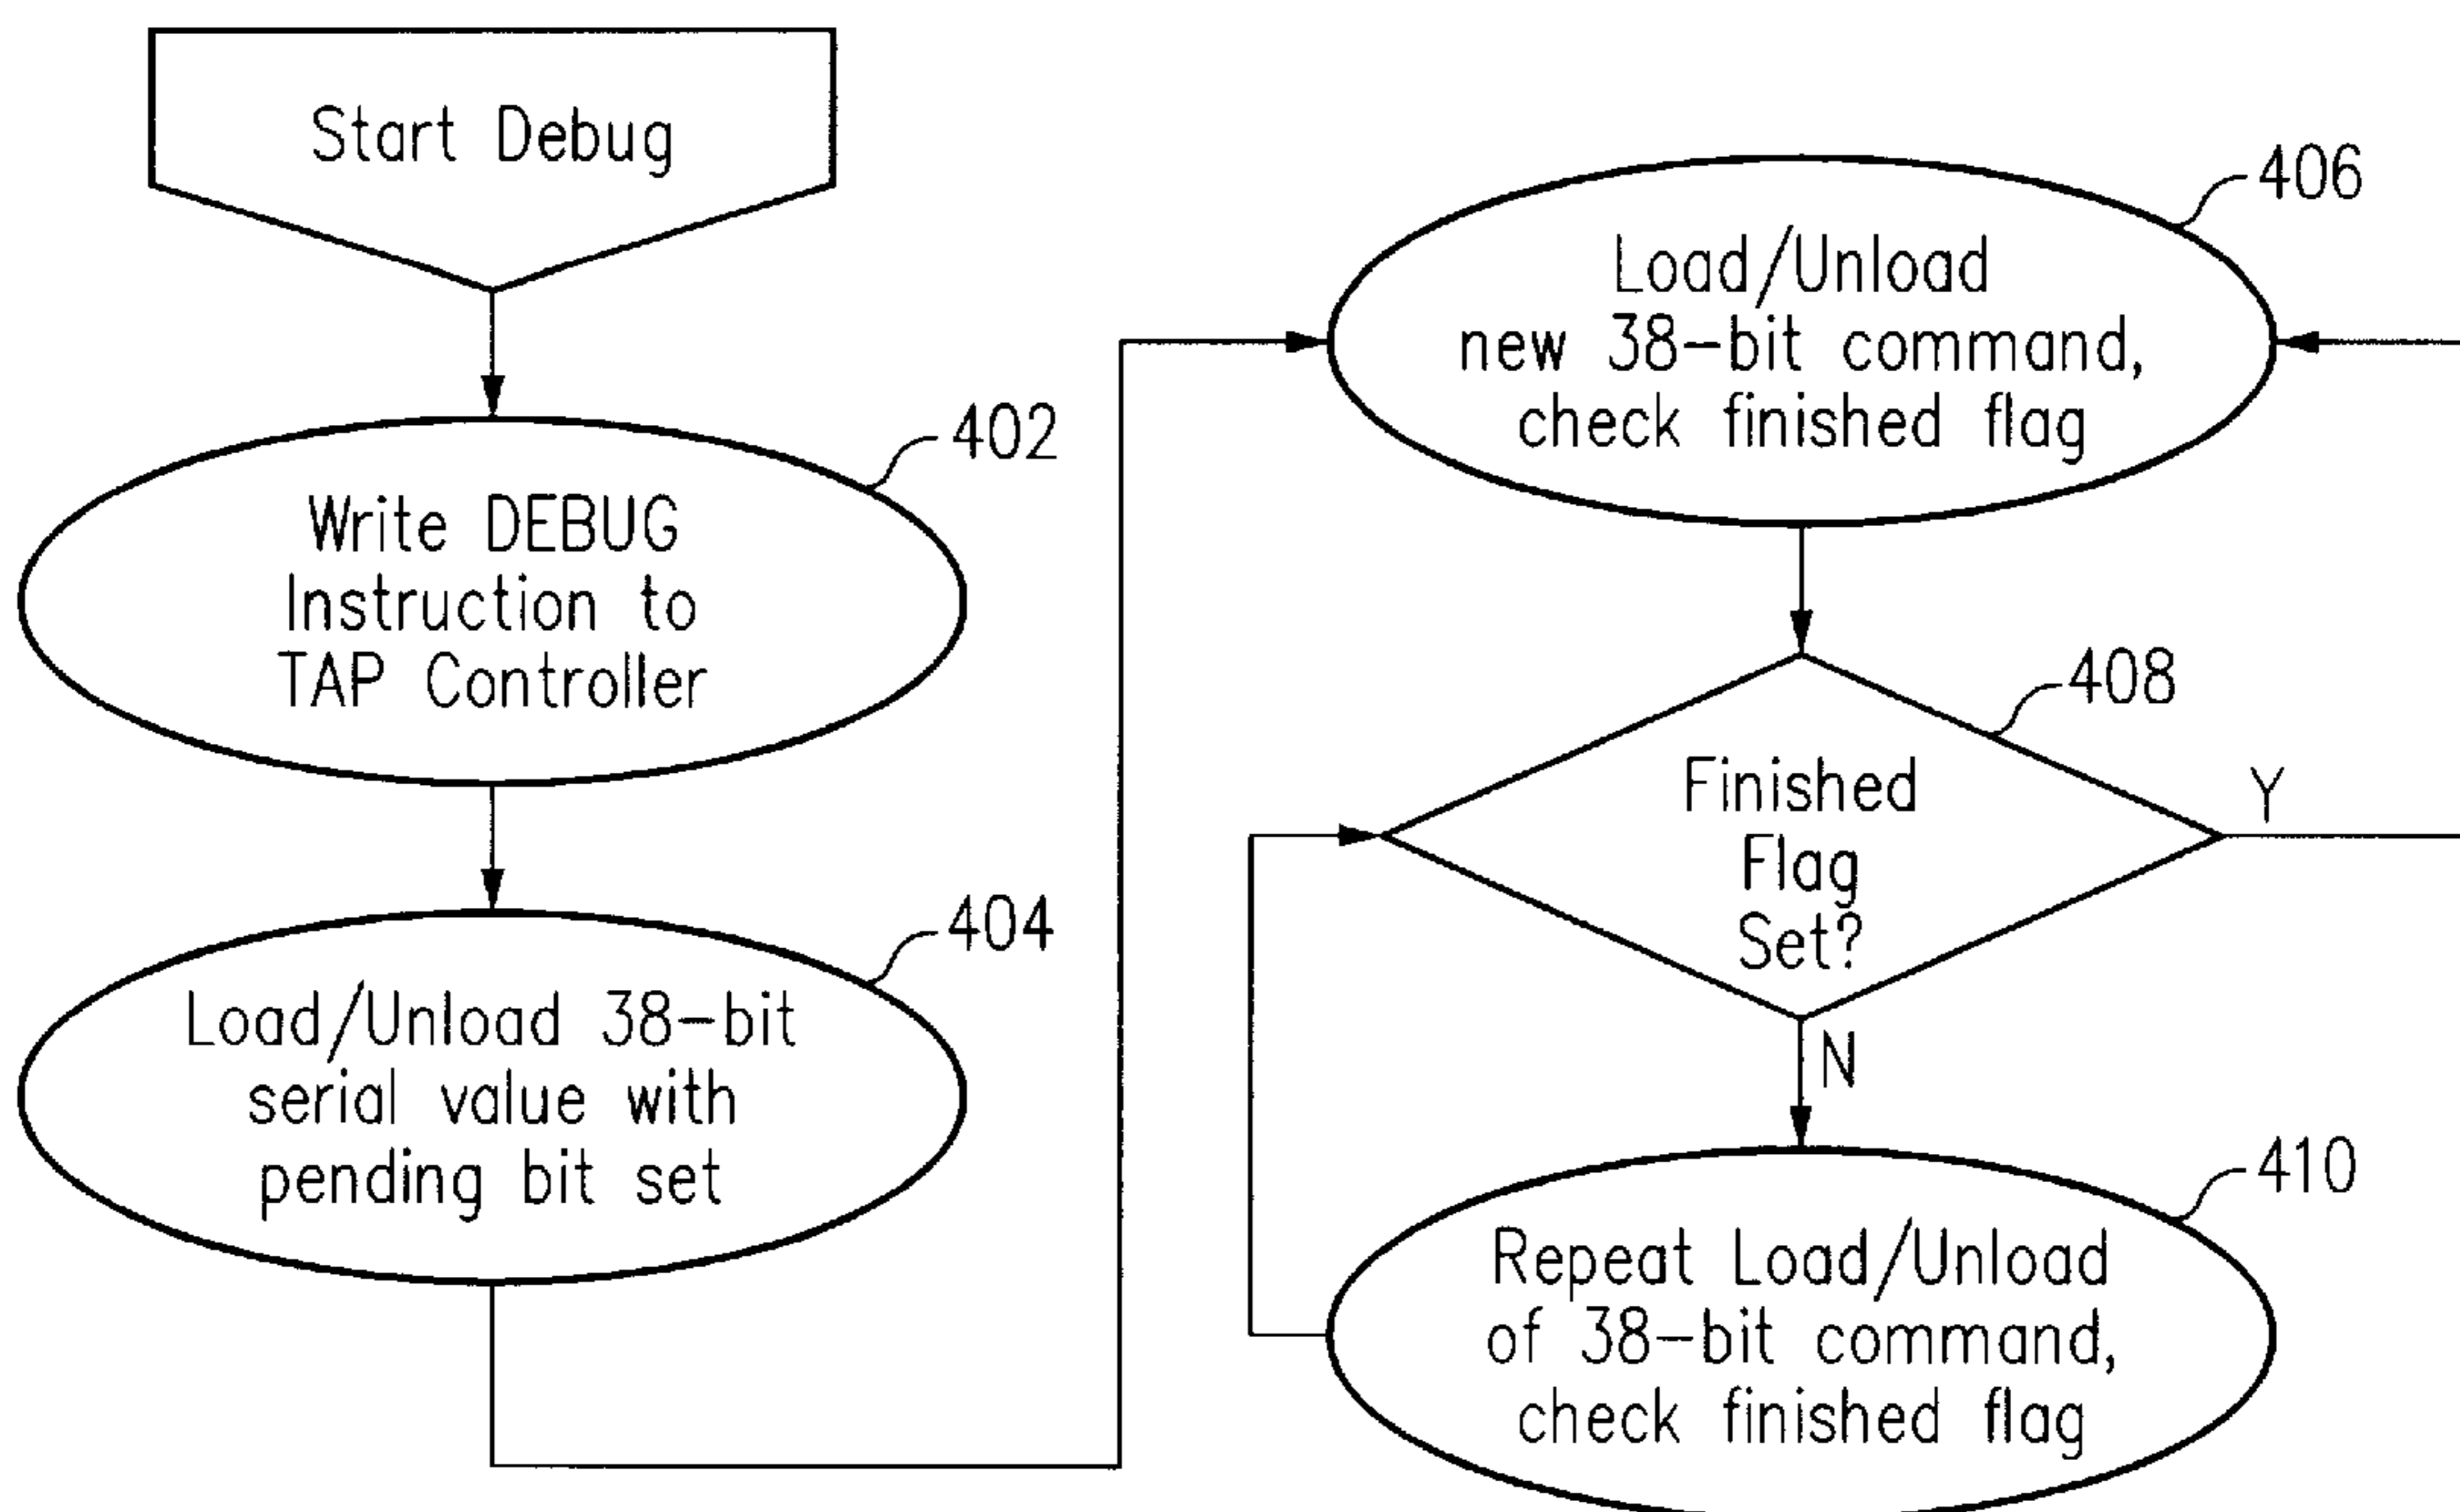 Start Debug
402
Write DEBUG
Instruction to
TAP Controller
404
Load/Unload 38-bit
serial value with
pending bit set
406
Load/Unload
new 38-bit command,
check finished flag
408
Finished
Flag
Set?
Y
N
410
Repeat Load/Unload
of 38-bit command,
check finished flag